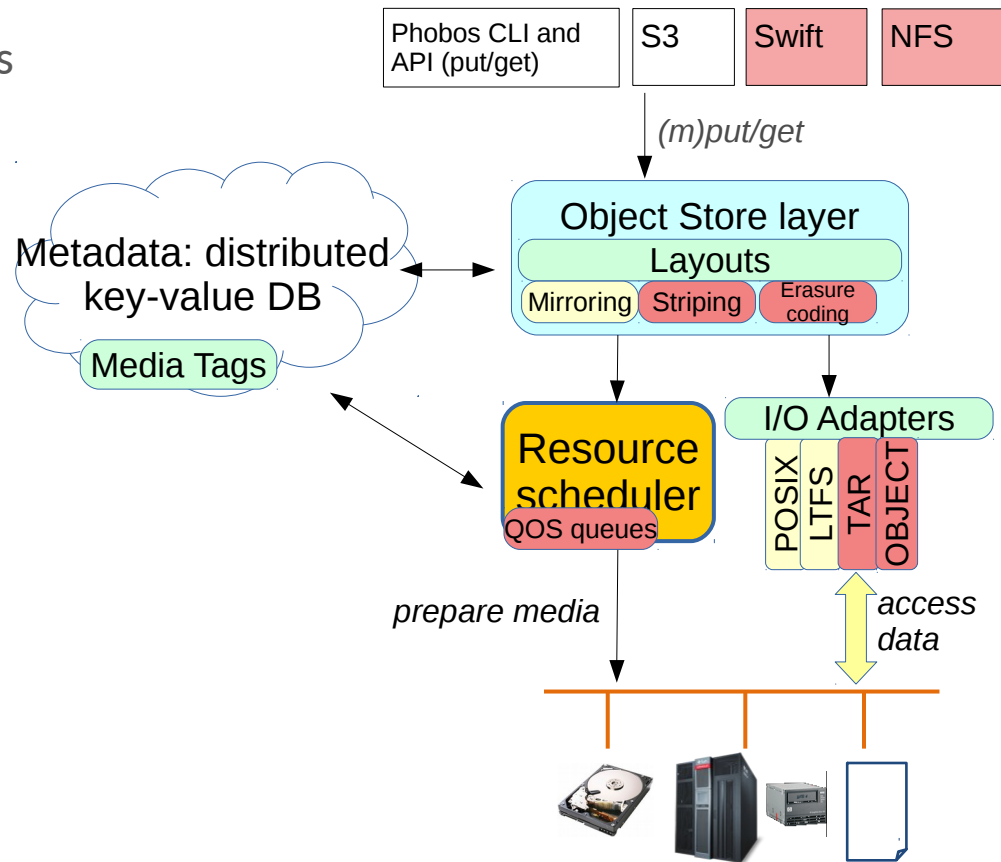 s
Phobos CLI and
API (put/get)
S3
Swift
NFS
(m)put/get
Object Store layer
Layouts
Mirroring
Striping
Erasure
coding
Metadata: distributed
key-value DB
Media Tags
I/O Adapters
POSIX
LTFS
TAR
OBJECT
Resource
scheduler
QOS queues
prepare media
access
data